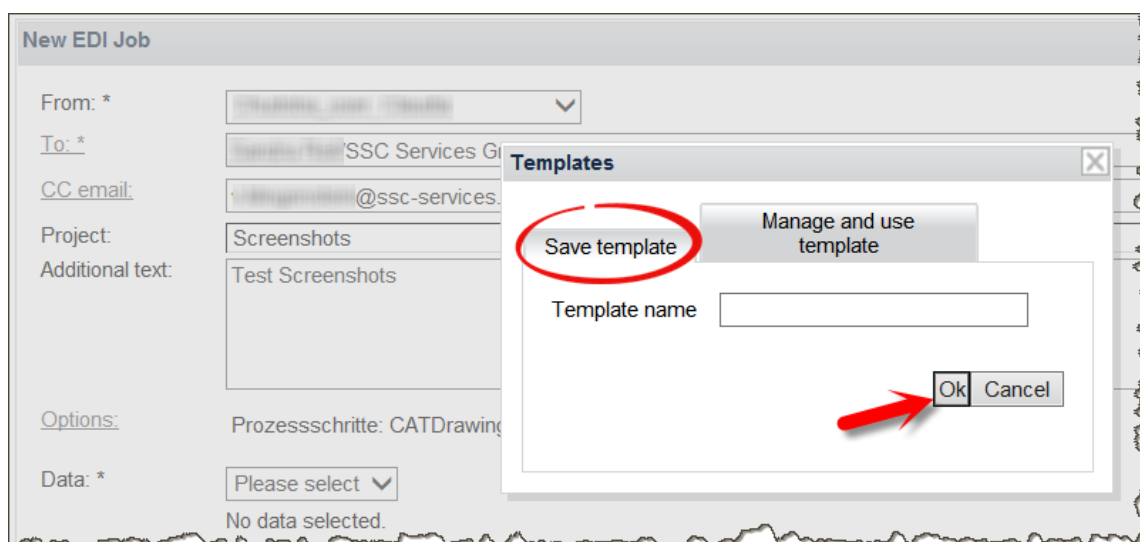 New EDI Job
From: *
To: *
SSC Services
CC email:
@ssc-services.
Project:
Screenshots
Additional text:
Test Screenshots
Options:
Prozessschritte: CATDrawing
Data: *
Please select
No data selected.
Templates
Save template
Manage and use
template
Template name
Ok
Cancel